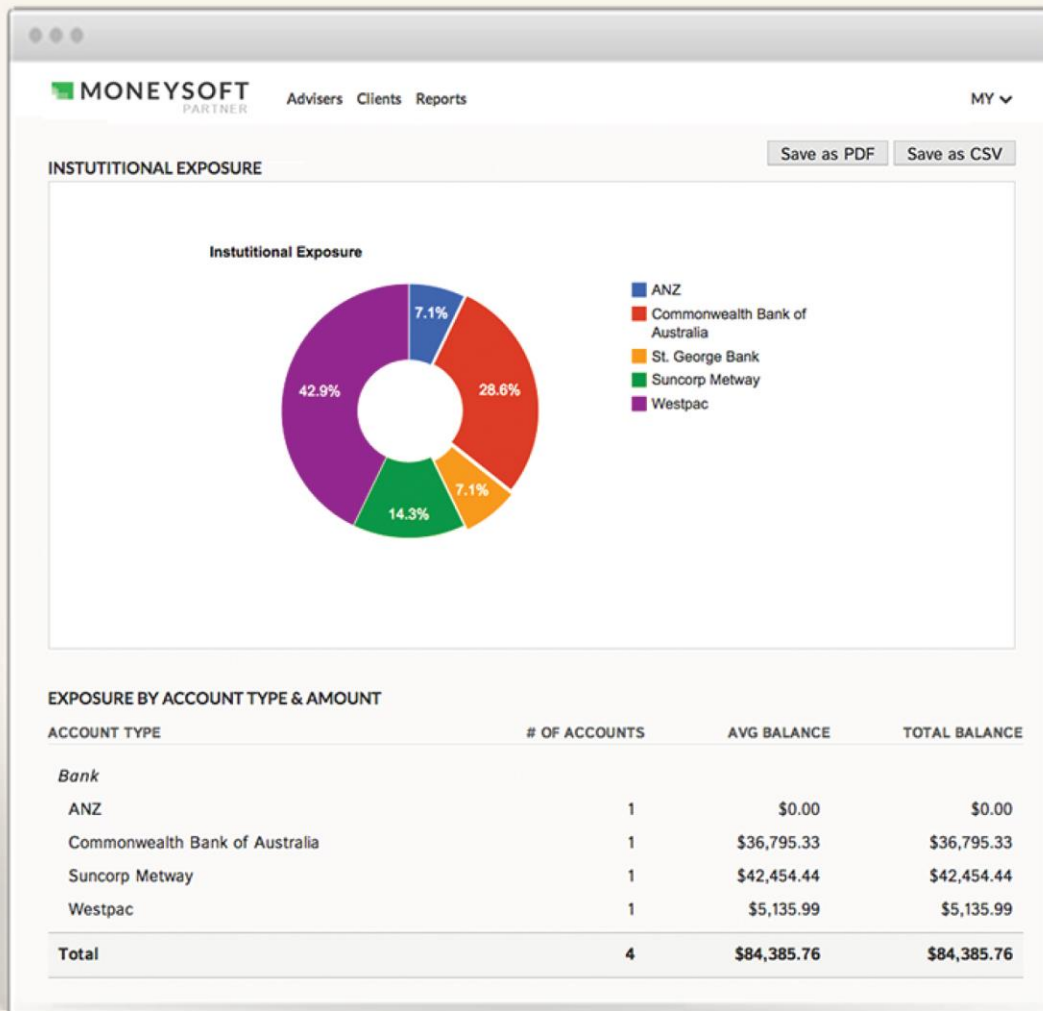 MONEYSOFT
PARTNER
Advisers Clients Reports
MY
INSTUTITIONAL EXPOSURE
Save as PDF
Save as CSV
Instutitional Exposure
7.1%
28.6%
7.1%
14.3%
42.9%
ANZ
Commonwealth Bank of
Australia
St. George Bank
Suncorp Metway
Westpac
EXPOSURE BY ACCOUNT TYPE & AMOUNT
ACCOUNT TYPE # OF ACCOUNTS AVG BALANCE TOTAL BALANCE
Bank
ANZ 1 $0.00 $0.00
Commonwealth Bank of Australia 1 $36,795.33 $36,795.33
Suncorp Metway 1 $42,454.44 $42,454.44
Westpac 1 $5,135.99 $5,135.99
Total 4 $84,385.76 $84,385.76